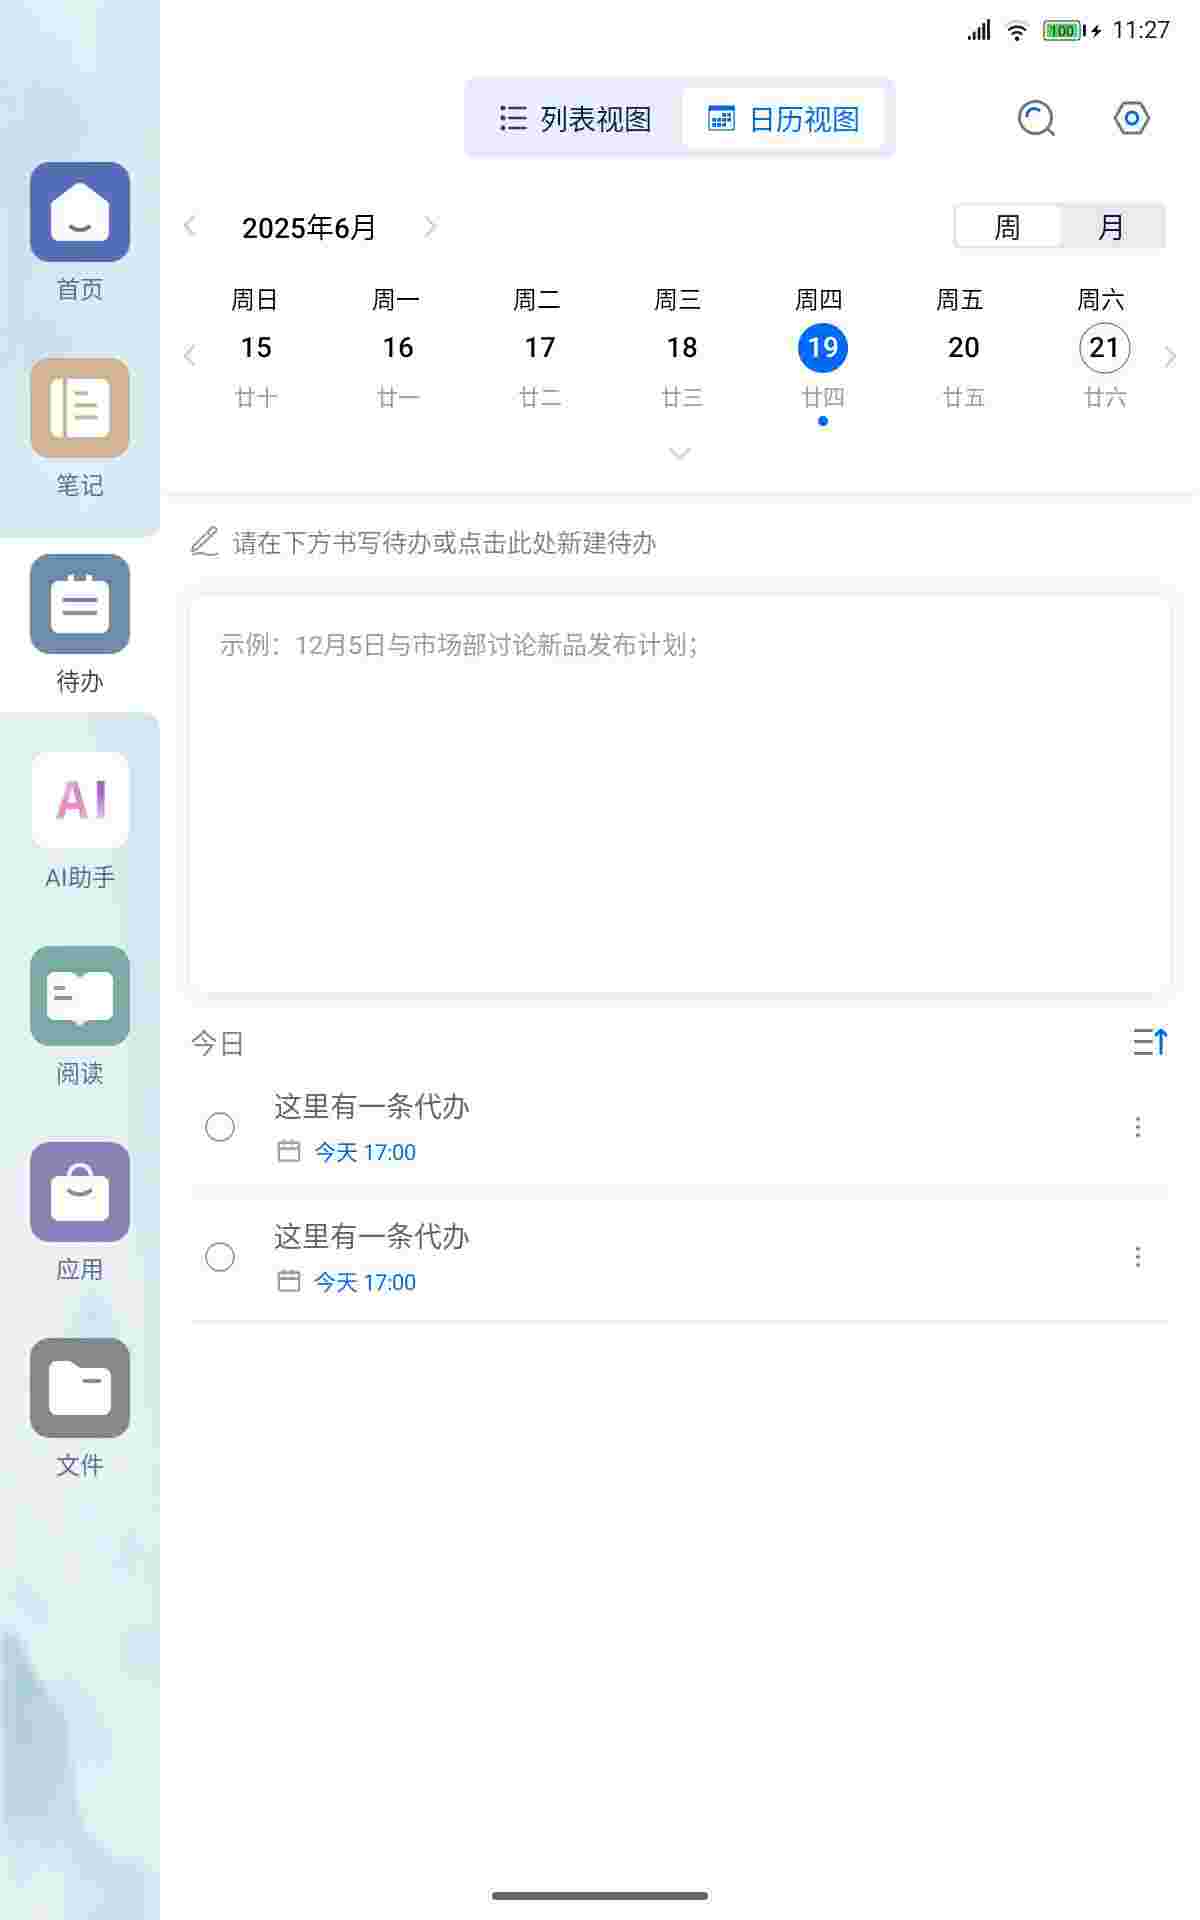 100 11:27
列表视图 日历视图
2025年6月 周 月
周日 周一 周二 周三 周四 周五 周六
15 16 17 18 19 20 21
廿十 廿一 廿二 廿三 廿四 廿五 廿六
请在下方书写待办或点击此处新建待办
示例：12月5日与市场部讨论新品发布计划；
今日
这里有一条代办
今天 17:00
这里有一条代办
今天 17:00
首页
笔记
待办
AI
AI助手
阅读
应用
文件